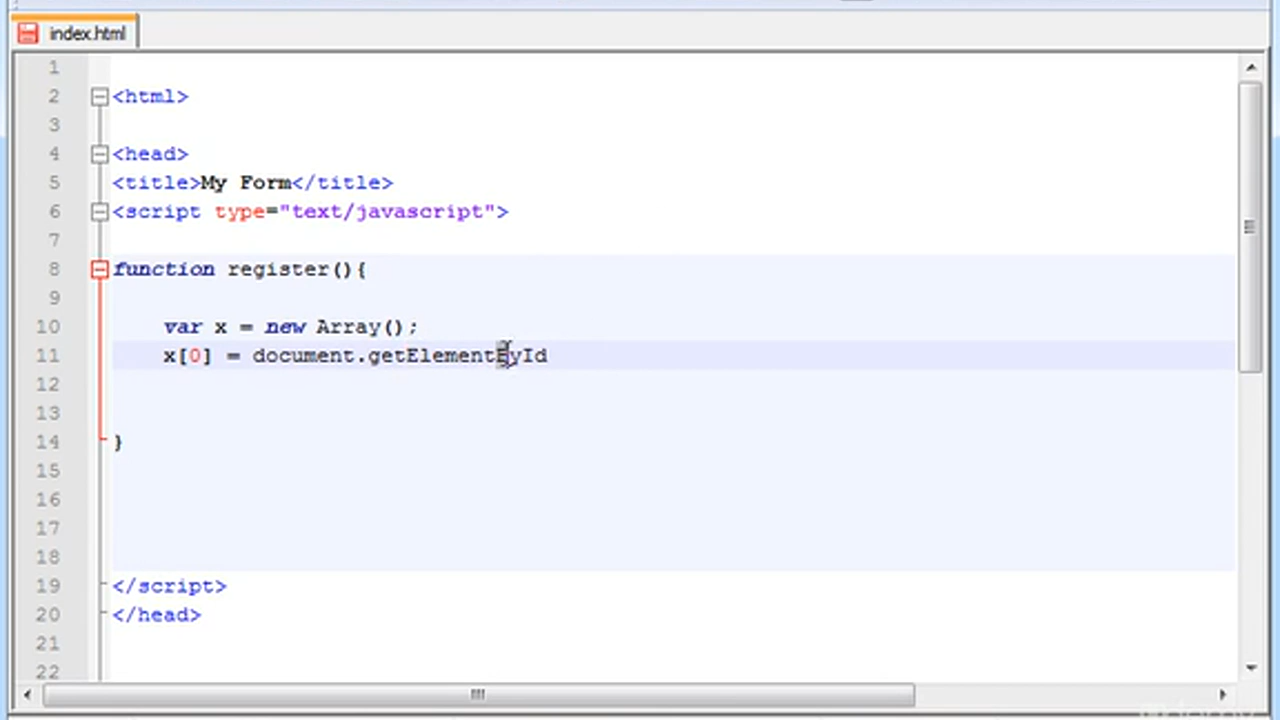 index.html
1
2 <html>
3
4 <head>
5 <title>My Form</title>
6 <script type="text/javascript">
7
8 function register(){
9
10 var x = new Array();
11 x[0] = document.getElementById
12
13
14 }
15
16
17
18
19 </script>
20 </head>
21
22